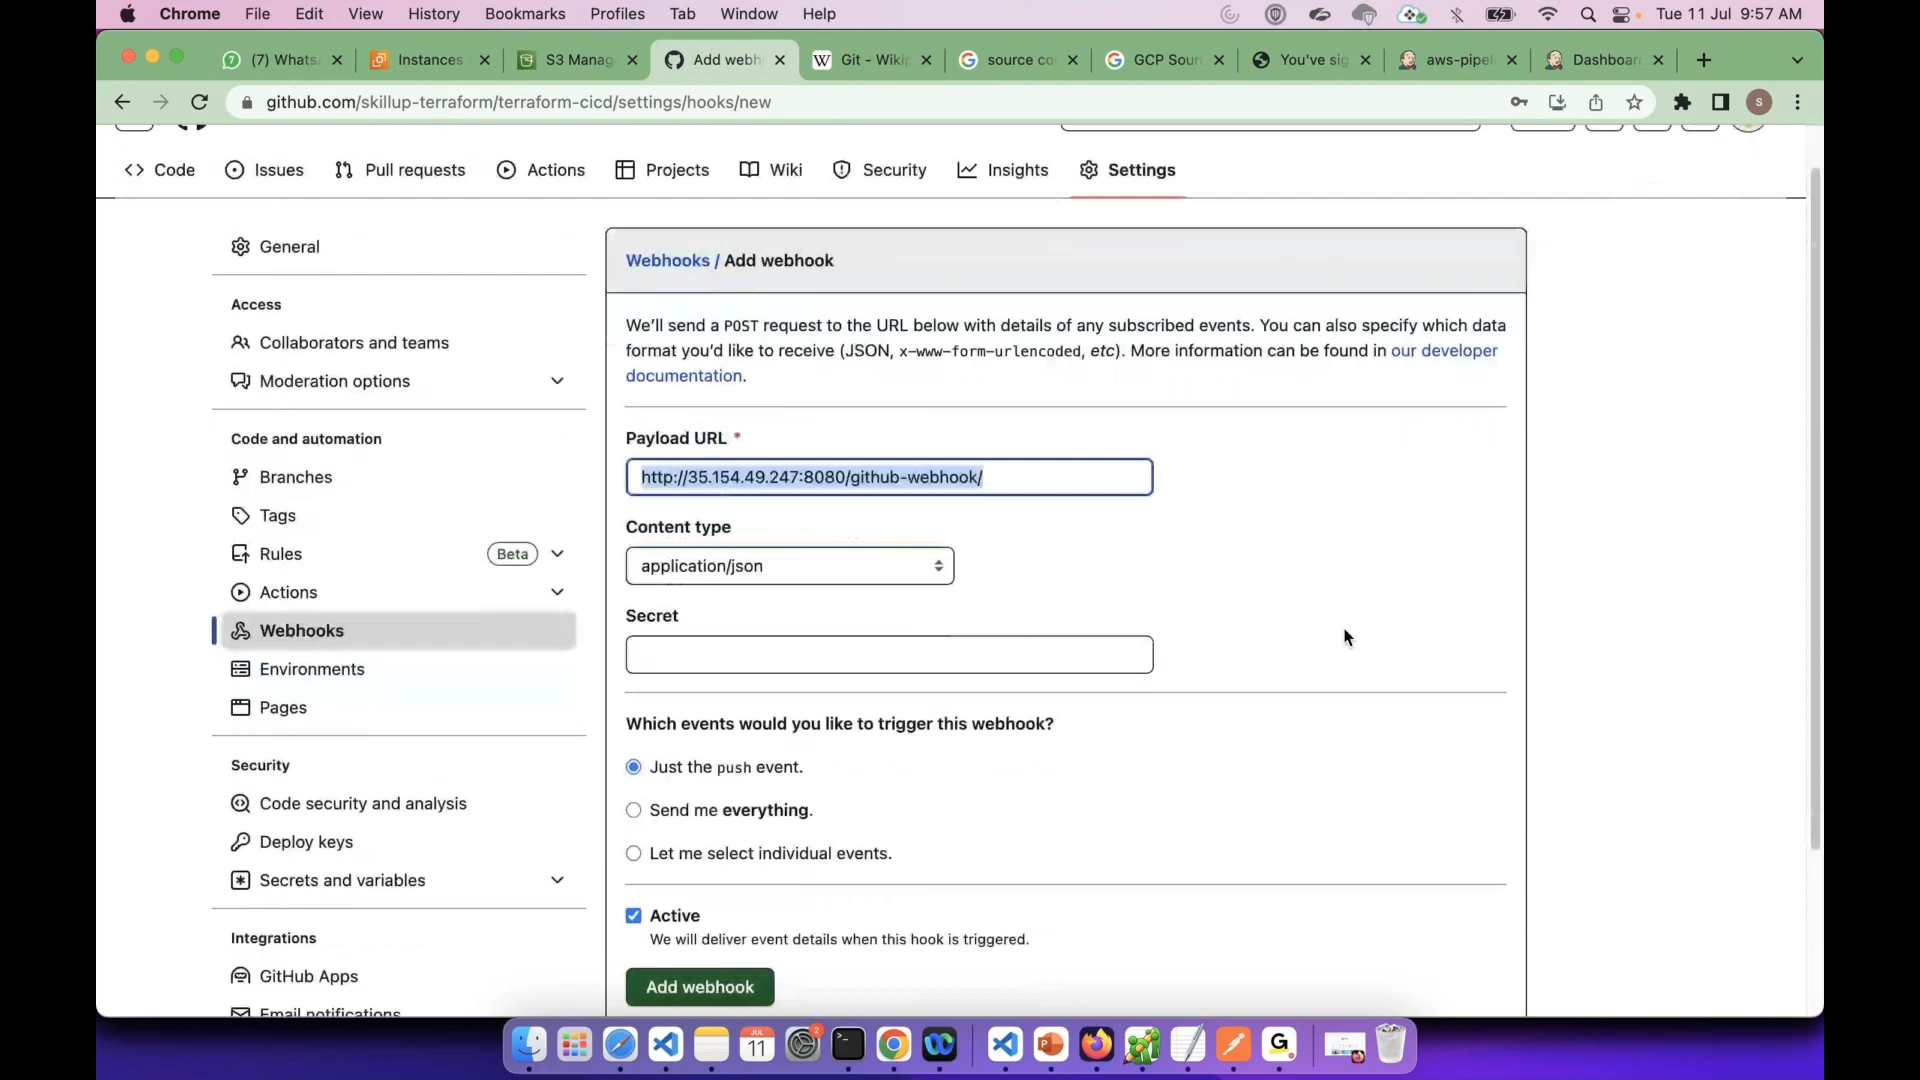 Chrome File Edit View History Bookmarks Profiles Tab Window Help Tue 11 Jul 9:57 AM
(7) Whats Instances S3 Manag Add webh Git - Wikip source co GCP Sour You've sig aws-pipel Dashboar
github.com/skillup-terraform/terraform-cicd/settings/hooks/new S
Code Issues Pull requests Actions Projects Wiki Security Insights Settings
General
Access
Collaborators and teams
Moderation options
Code and automation
Branches
Tags
Rules Beta
Actions
Webhooks
Environments
Pages
Security
Code security and analysis
Deploy keys
Secrets and variables
Integrations
GitHub Apps
Email notifications
Webhooks / Add webhook
We'll send a POST request to the URL below with details of any subscribed events. You can also specify which data
format you'd like to receive (JSON, x-www-form-urlencoded, etc). More information can be found in our developer
documentation.
Payload URL *
http://35.154.49.247:8080/github-webhook/
Content type
application/json
Secret
Which events would you like to trigger this webhook?
Just the push event.
Send me everything.
Let me select individual events.
Active
We will deliver event details when this hook is triggered.
Add webhook
JUL
11
2